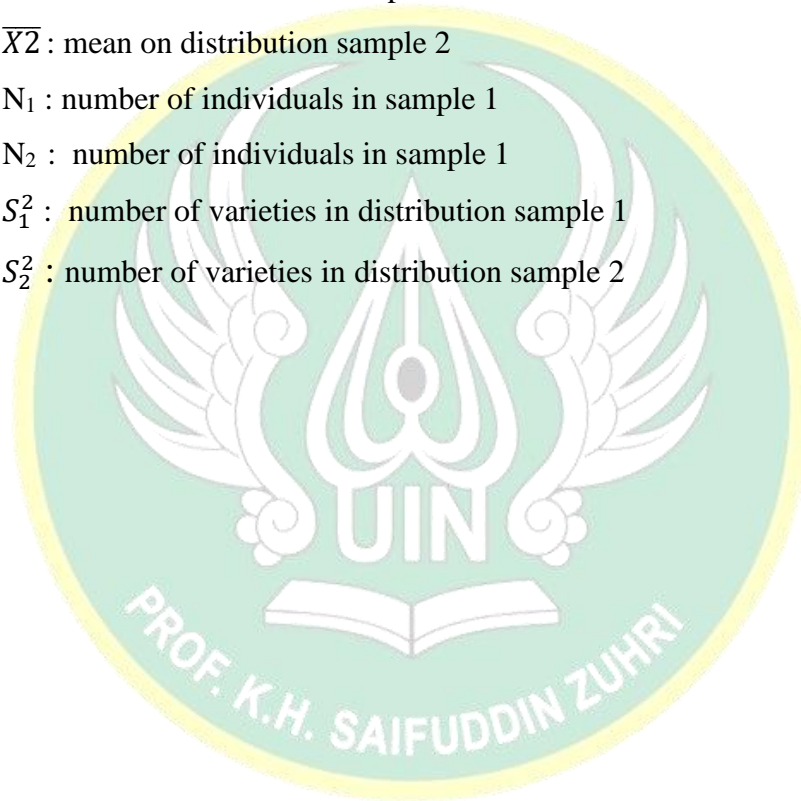 X̅2̅ : mean on distribution sample 2
N₁ : number of individuals in sample 1
N₂ : number of individuals in sample 1
S₁² : number of varieties in distribution sample 1
S₂² : number of varieties in distribution sample 2
UIN
PROF. K.H. SAIFUDDIN ZUHRI